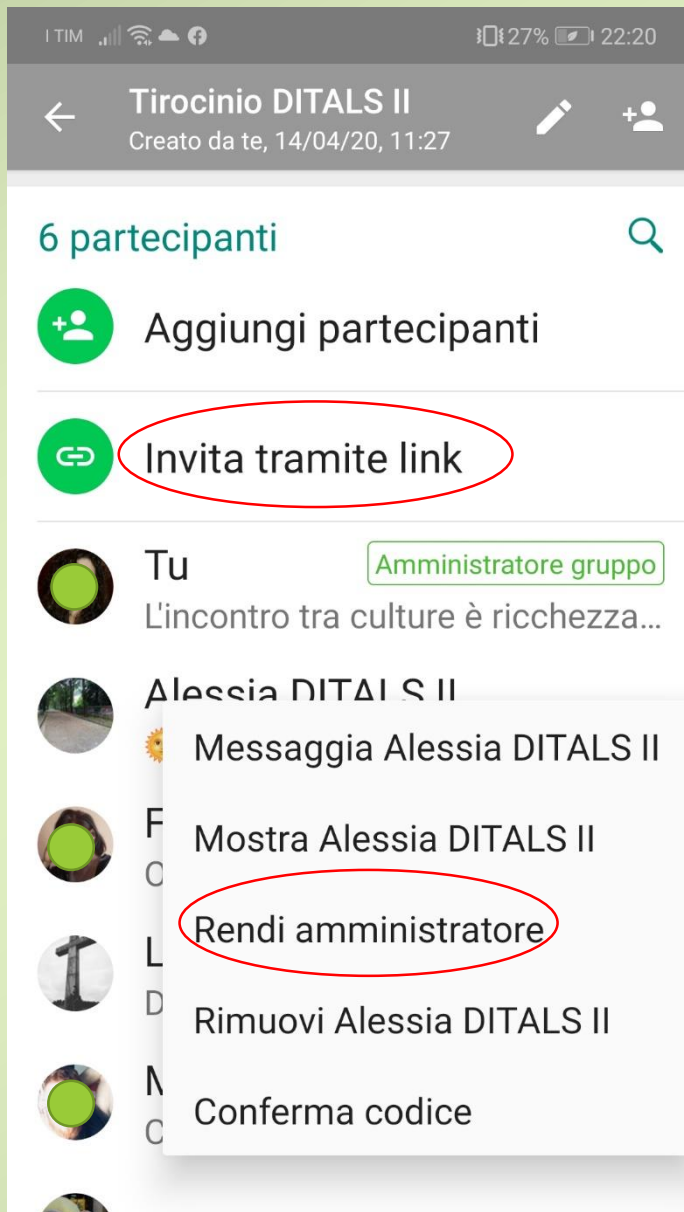 I TIM 27% 22:20
Tirocinio DITALS II
Creato da te, 14/04/20, 11:27
6 partecipanti
Aggiungi partecipanti
Invita tramite link
Tu Amministratore gruppo
L'incontro tra culture è ricchezza...
Alessia DITALS II
Messaggia Alessia DITALS II
F
Mostra Alessia DITALS II
Rendi amministratore
L
D
Rimuovi Alessia DITALS II
Conferma codice